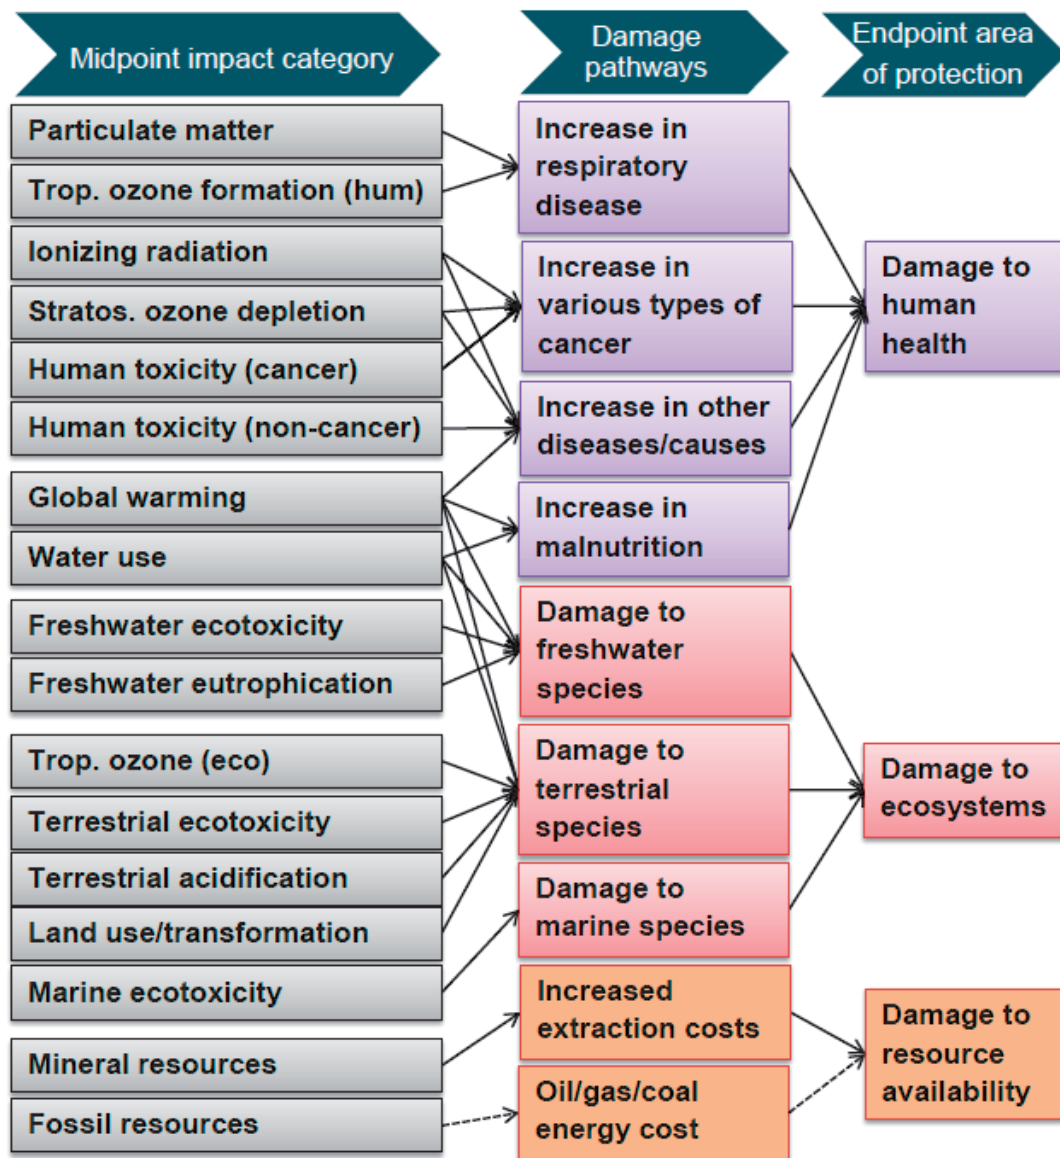 Midpoint impact category
Damage
pathways
Endpoint area
of protection
Particulate matter
Trop. ozone formation (hum)
Ionizing radiation
Stratos. ozone depletion
Human toxicity (cancer)
Human toxicity (non-cancer)
Global warming
Water use
Freshwater ecotoxicity
Freshwater eutrophication
Trop. ozone (eco)
Terrestrial ecotoxicity
Terrestrial acidification
Land use/transformation
Marine ecotoxicity
Mineral resources
Fossil resources
Increase in
respiratory
disease
Increase in
various types of
cancer
Increase in other
diseases/causes
Increase in
malnutrition
Damage to
freshwater
species
Damage to
terrestrial
species
Damage to
marine species
Increased
extraction costs
Oil/gas/coal
energy cost
Damage to
human
health
Damage to
ecosystems
Damage to
resource
availability